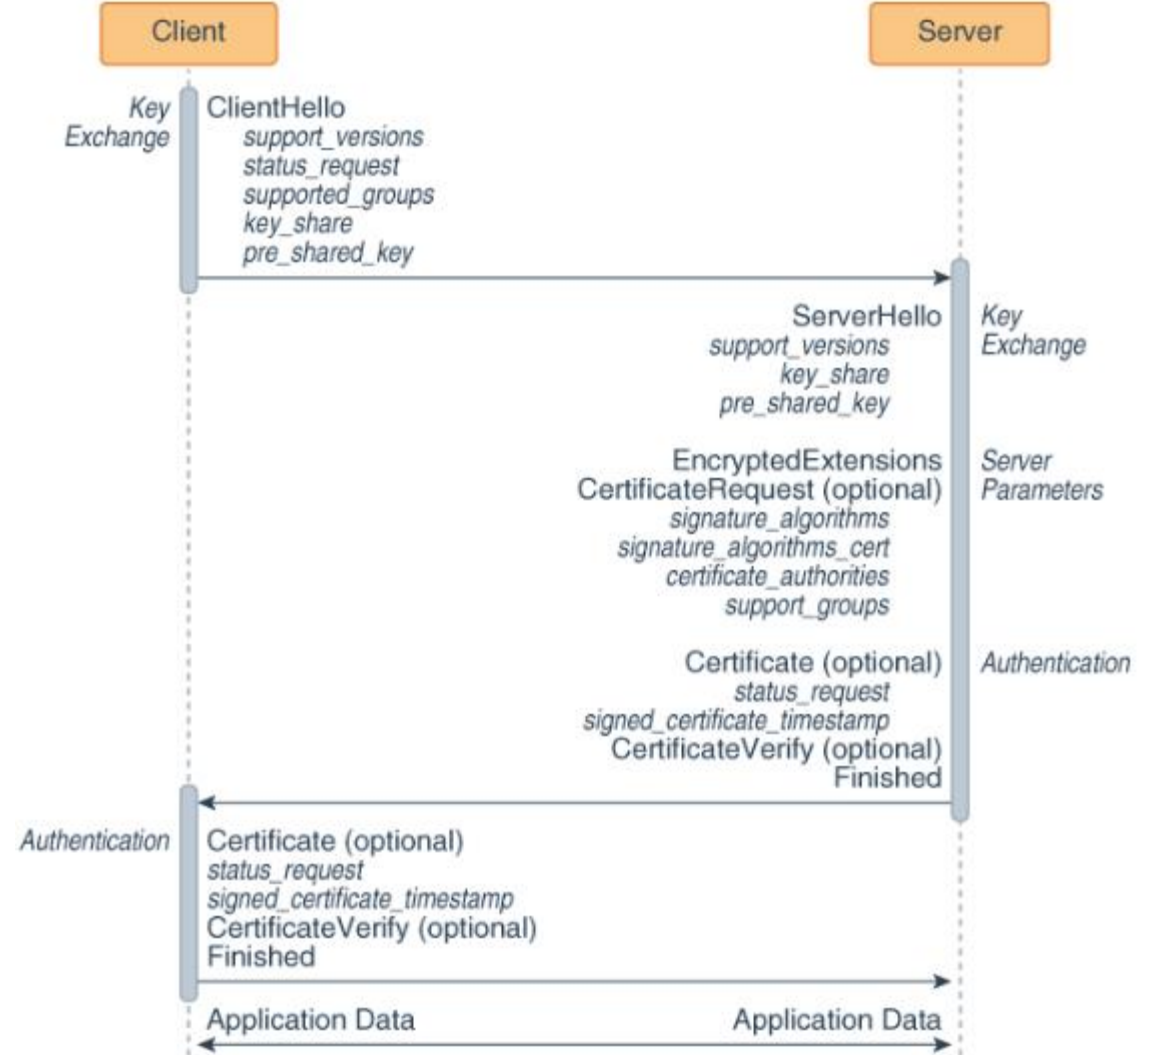 Client
Server
Key
Exchange
ClientHello
support_versions
status_request
supported_groups
key_share
pre_shared_key
ServerHello
support_versions
key_share
pre_shared_key
Key
Exchange
EncryptedExtensions
CertificateRequest (optional)
signature_algorithms
signature_algorithms_cert
certificate_authorities
support_groups
Server
Parameters
Certificate (optional)
status_request
signed_certificate_timestamp
CertificateVerify (optional)
Finished
Authentication
Authentication
Certificate (optional)
status_request
signed_certificate_timestamp
CertificateVerify (optional)
Finished
Application Data
Application Data